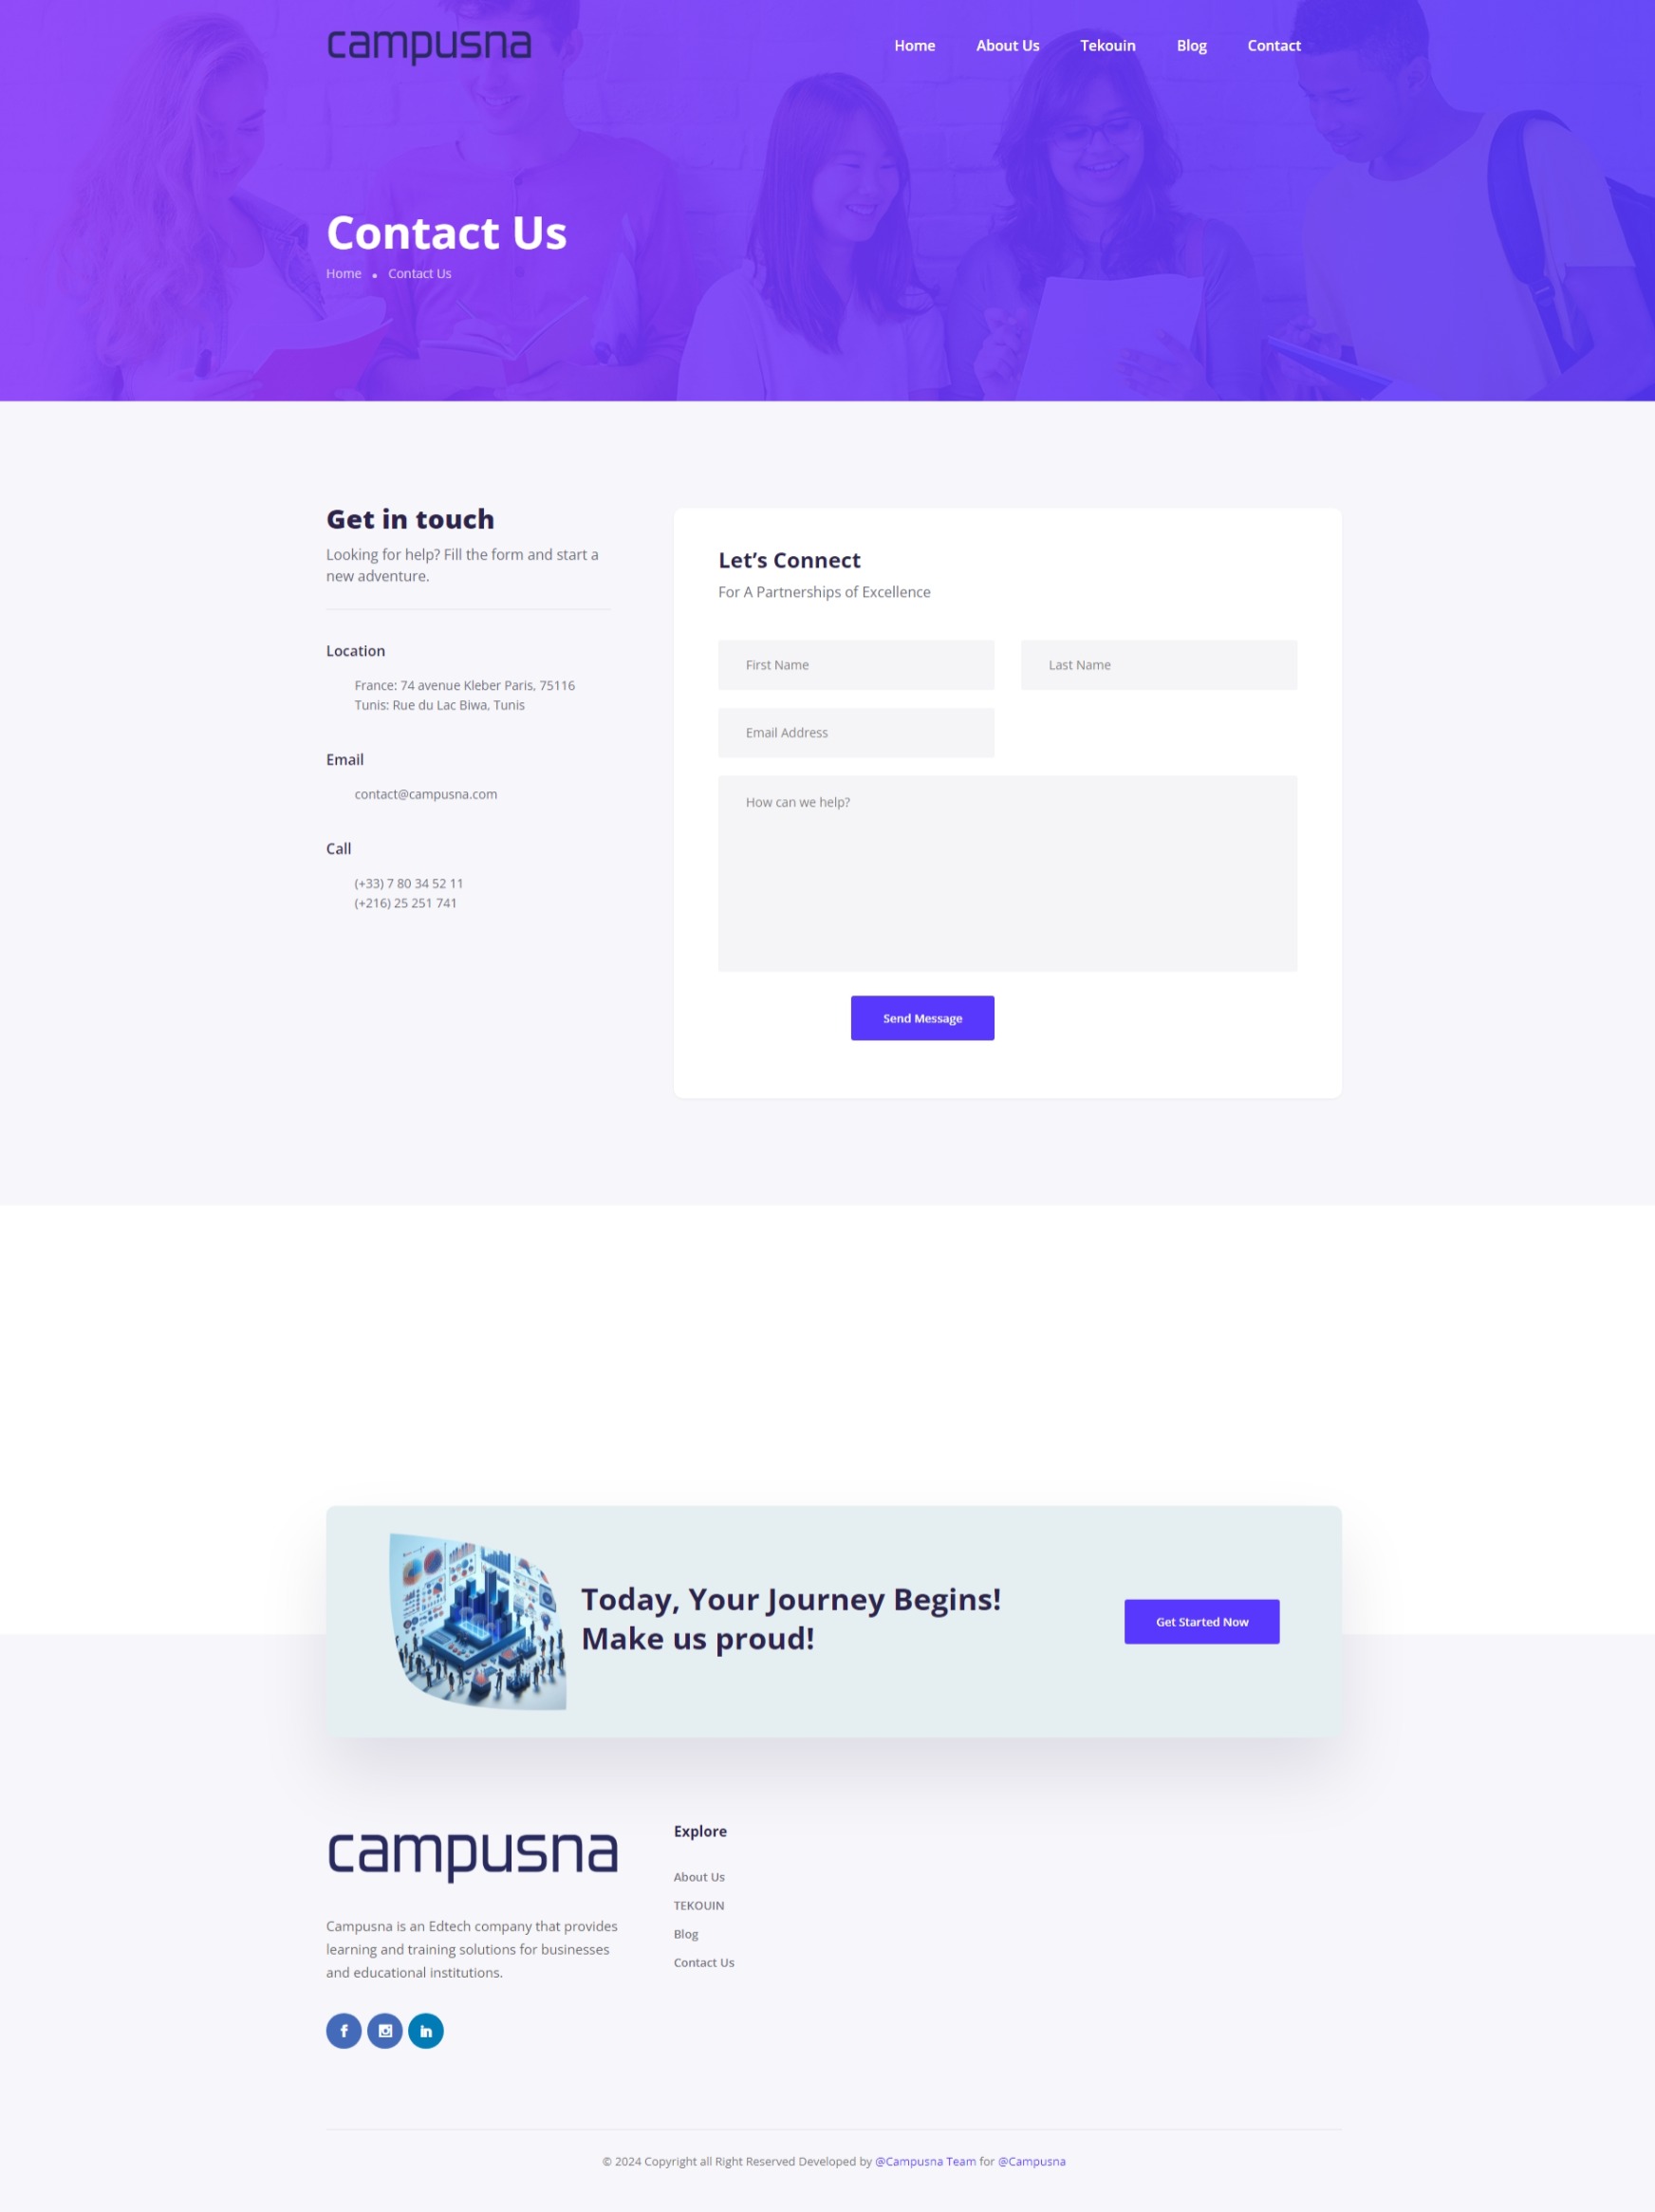 campusna
Home About Us Tekouin Blog Contact
Contact Us
Home • Contact Us
Get in touch
Looking for help? Fill the form and start a
new adventure.
Location
France: 74 avenue Kleber Paris, 75116
Tunis: Rue du Lac Biwa, Tunis
Email
contact@campusna.com
Call
(+33) 7 80 34 52 11
(+216) 25 251 741
Let’s Connect
For A Partnerships of Excellence
First Name
Last Name
Email Address
How can we help?
Send Message
Today, Your Journey Begins!
Make us proud!
Get Started Now
campusna
Campusna is an Edtech company that provides
learning and training solutions for businesses
and educational institutions.
Explore
About Us
TEKOUIN
Blog
Contact Us
© 2024 Copyright all Right Reserved Developed by @Campusna Team for @Campusna